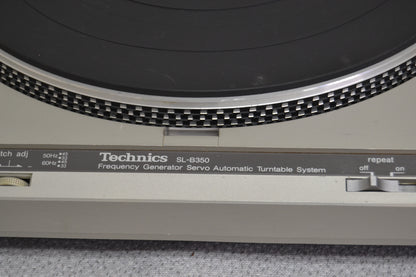 Technics SL-B350
Frequency Generator Servo Automatic Turntable System
tch adj
50Hz
60Hz
repeat
off on